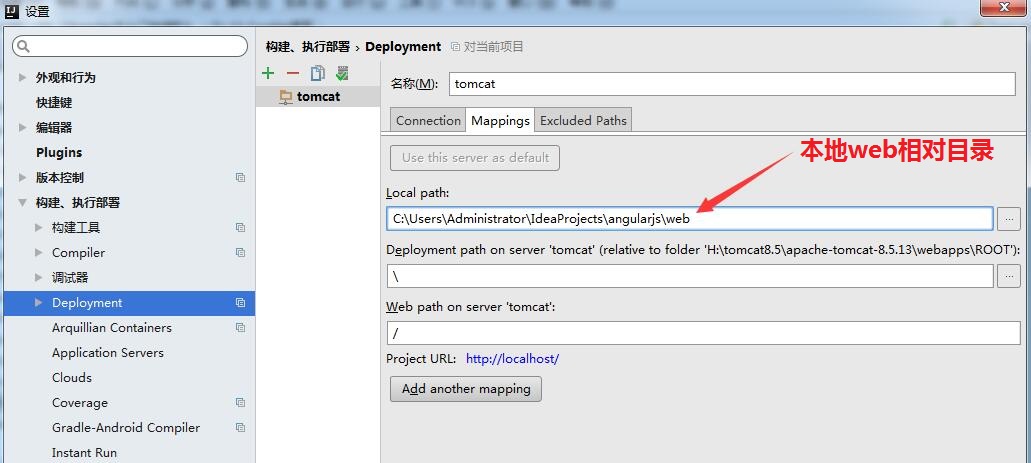 设置
构建、执行部署 › Deployment 对当前项目
外观和行为
快捷键
编辑器
Plugins
版本控制
构建、执行部署
构建工具
Compiler
调试器
Deployment
Arquillian Containers
Application Servers
Clouds
Coverage
Gradle-Android Compiler
Instant Run
tomcat
名称(M): tomcat
Connection Mappings Excluded Paths
Use this server as default
本地web相对目录
Local path:
C:\Users\Administrator\IdeaProjects\angularjs\web
Deployment path on server 'tomcat' (relative to folder 'H:\tomcat8.5\apache-tomcat-8.5.13\webapps\ROOT'):
\
Web path on server 'tomcat':
/
Project URL: http://localhost/
Add another mapping